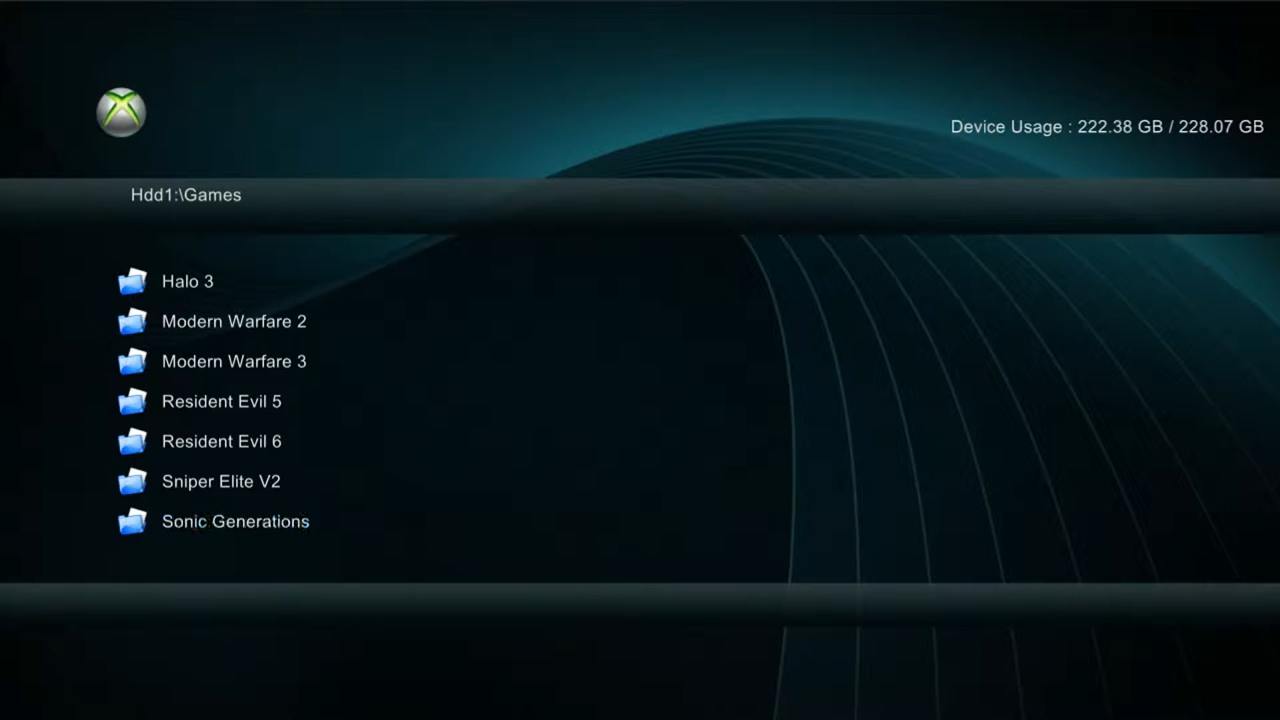 Device Usage : 222.38 GB / 228.07 GB
Hdd1:\Games
Halo 3
Modern Warfare 2
Modern Warfare 3
Resident Evil 5
Resident Evil 6
Sniper Elite V2
Sonic Generations